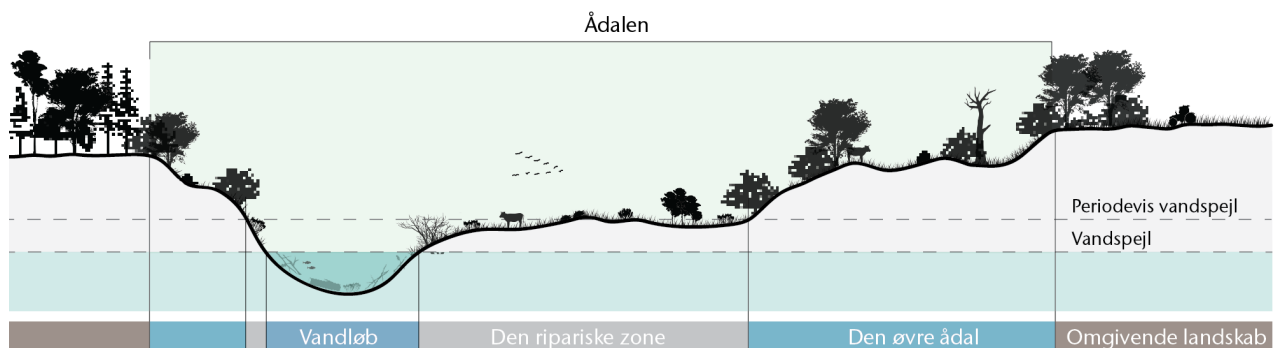 Ådalen
Periodevis vandspejl
Vandspejl
Vandløb
Den ripariske zone
Den øvre ådal
Omgivende landskab